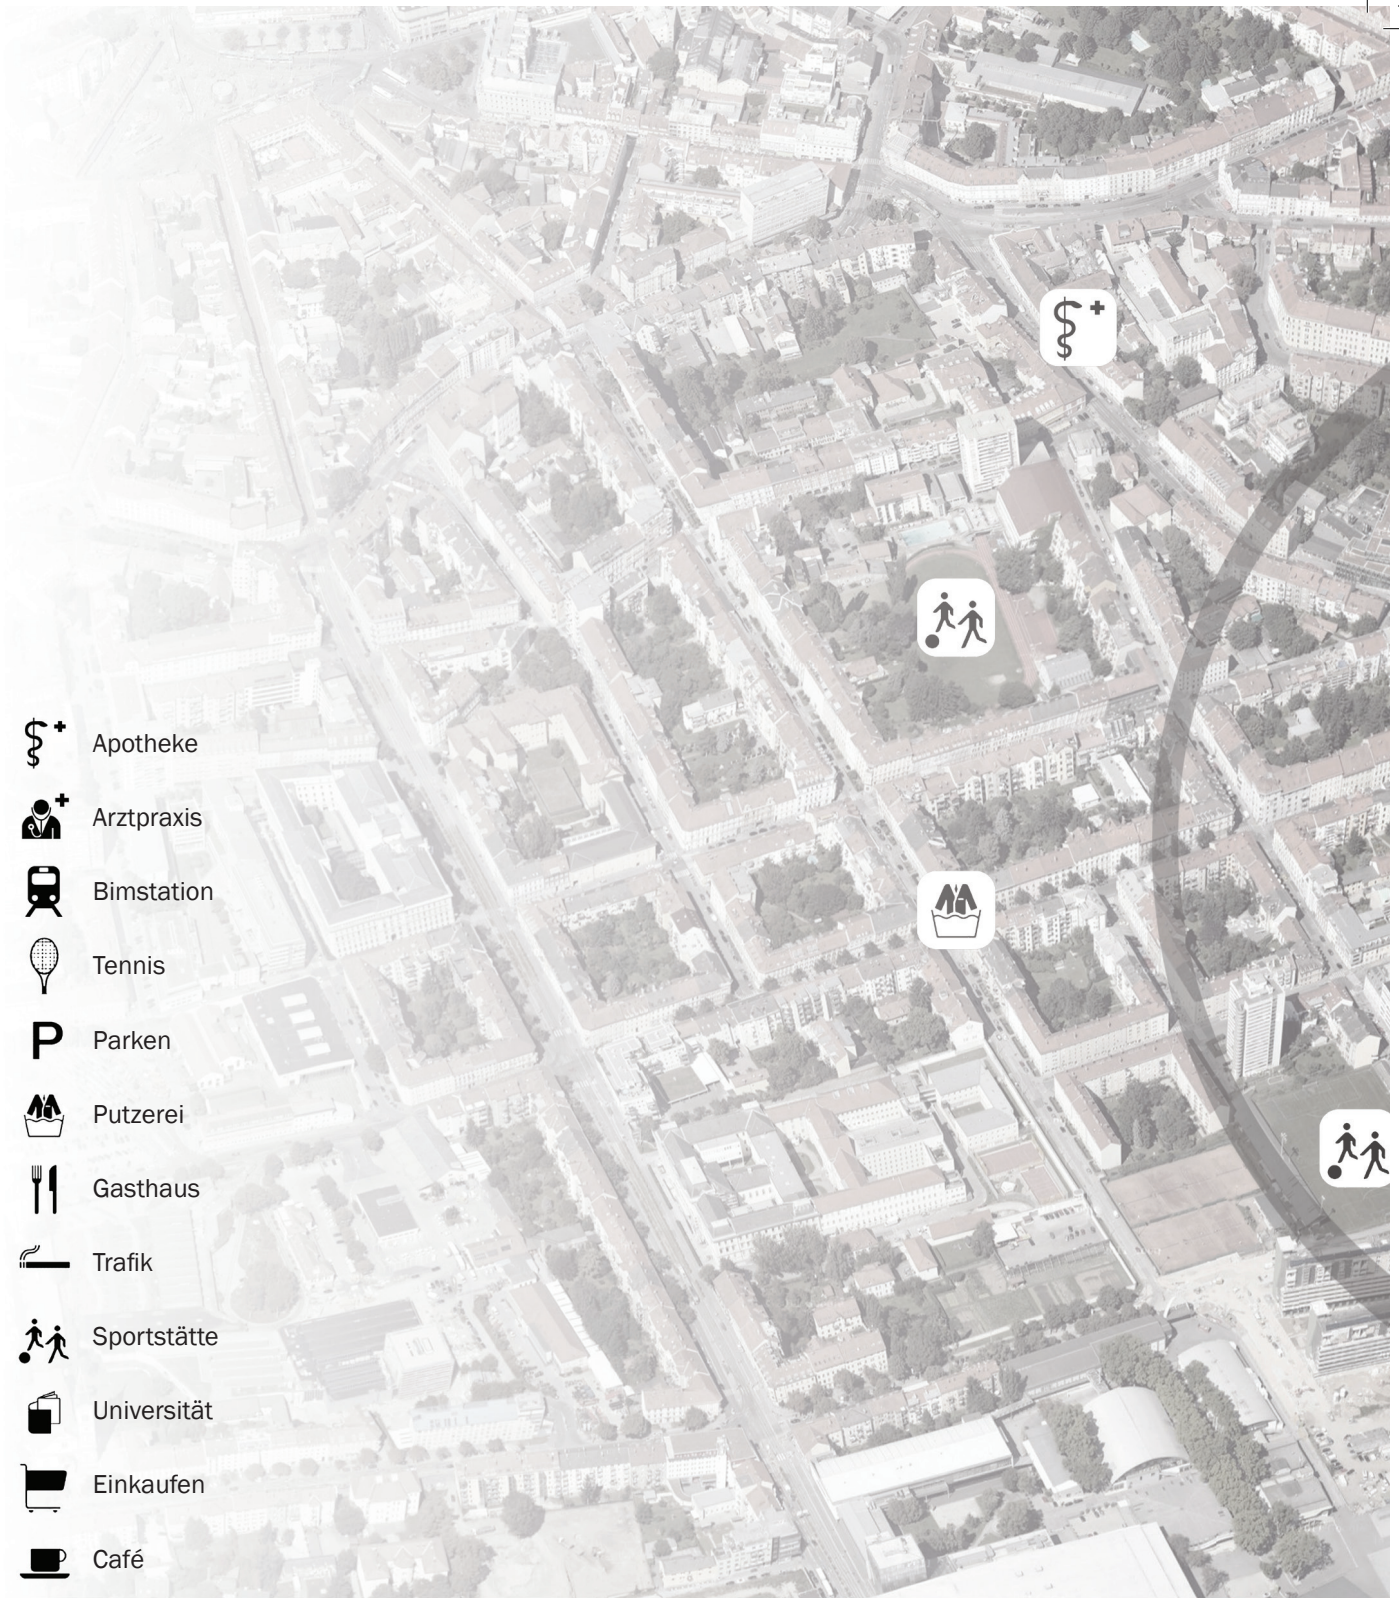 Apotheke
Arztpraxis
Bimstation
Tennis
P Parken
Putzerei
Gasthaus
Trafik
Sportstätte
Universität
Einkaufen
Café